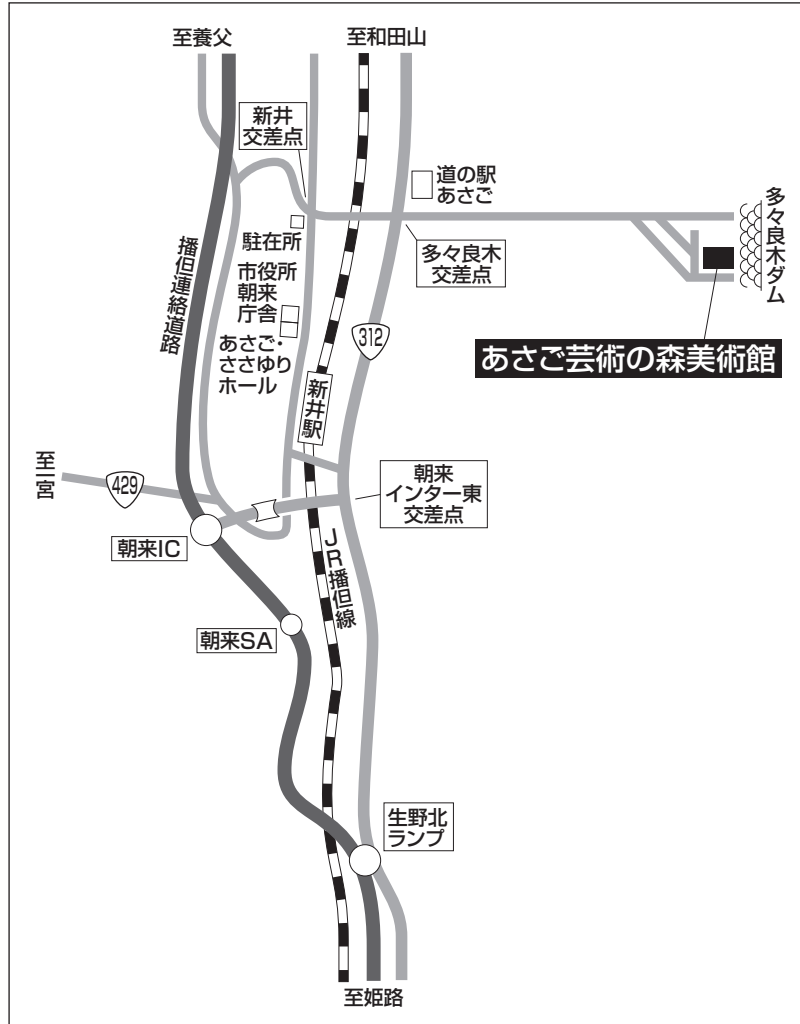 至養父
至和田山
新井
交差点
道の駅
あさご
多々良木ダム
駐在所
多々良木
交差点
播但連絡道路
市役所
朝来
庁舎
312
あさご・
ささゆり
ホール
あさご芸術の森美術館
新井駅
至一宮
429
朝来
インター東
交差点
朝来IC
JR播但線
朝来SA
生野北
ランプ
至姫路